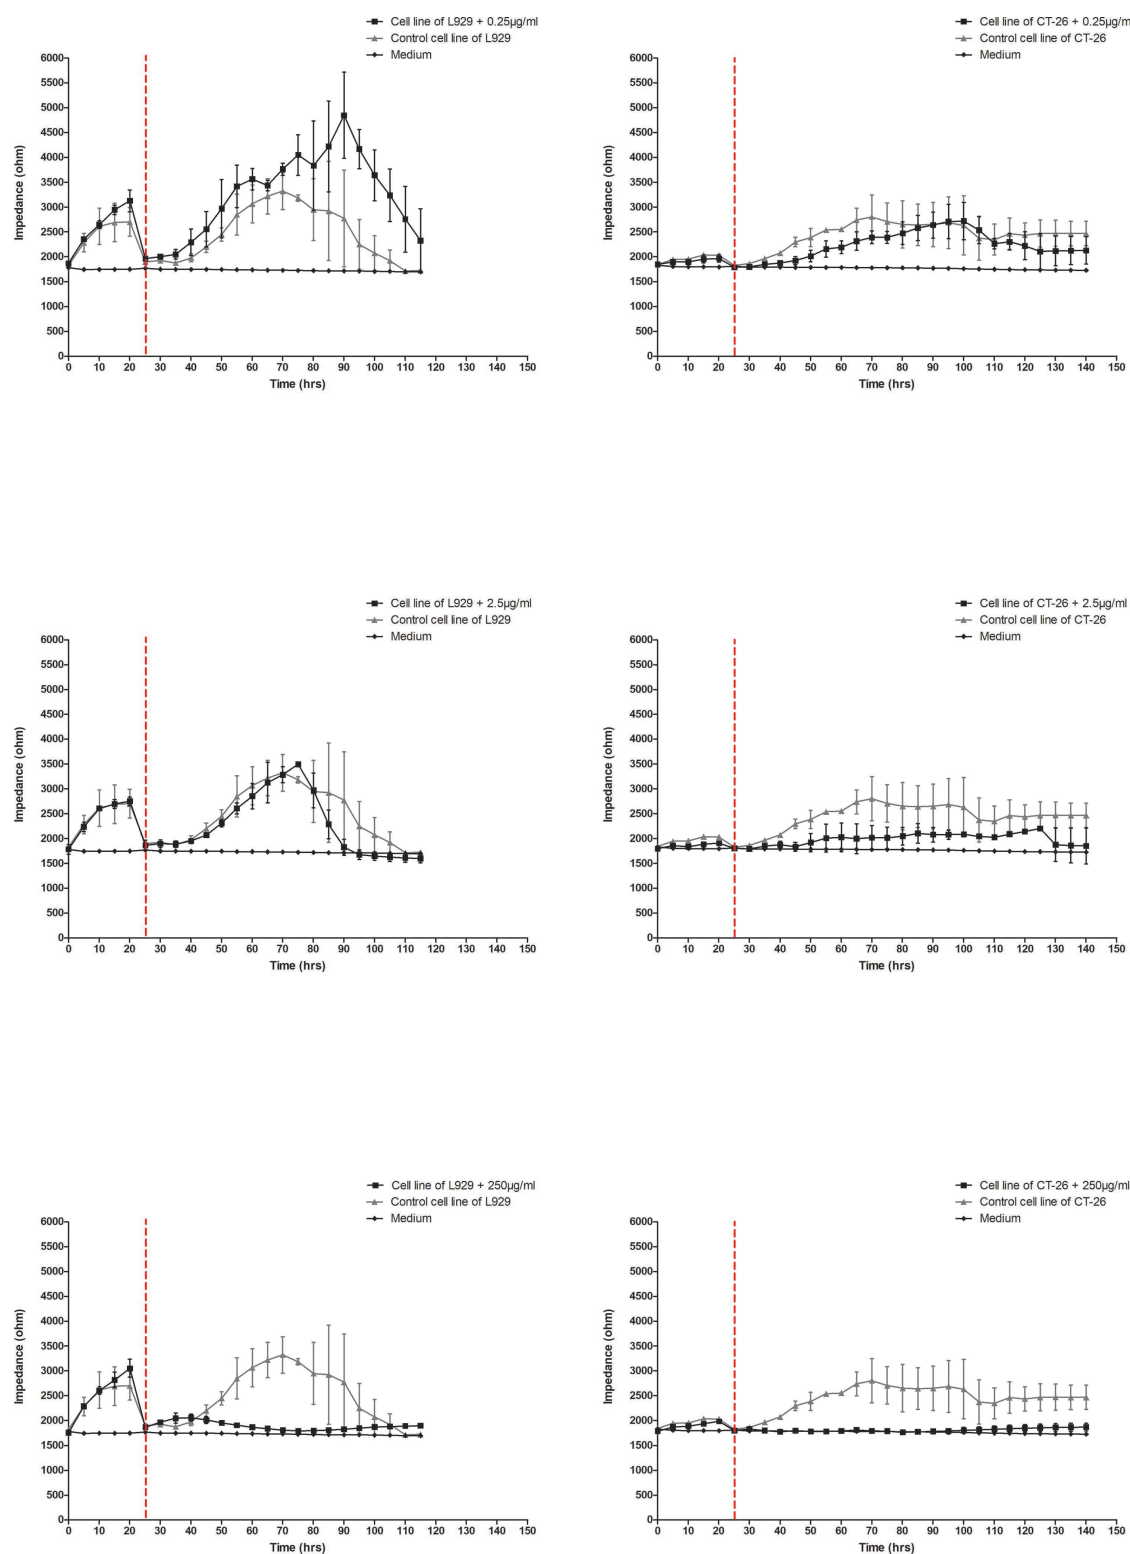 Cell line of L929 + 0.25µg/ml
Control cell line of L929
Medium
6000
5500
5000
4500
4000
3500
3000
2500
2000
1500
1000
500
0
Impedance (ohm)
0 10 20 30 40 50 60 70 80 90 100 110 120 130 140 150
Time (hrs)
Cell line of CT-26 + 0.25µg/m
Control cell line of CT-26
Medium
6000
5500
5000
4500
4000
3500
3000
2500
2000
1500
1000
500
0
Impedance (ohm)
0 10 20 30 40 50 60 70 80 90 100 110 120 130 140 150
Time (hrs)
Cell line of L929 + 2.5µg/ml
Control cell line of L929
Medium
6000
5500
5000
4500
4000
3500
3000
2500
2000
1500
1000
500
0
Impedance (ohm)
0 10 20 30 40 50 60 70 80 90 100 110 120 130 140 150
Time (hrs)
Cell line of CT-26 + 2.5µg/ml
Control cell line of CT-26
Medium
6000
5500
5000
4500
4000
3500
3000
2500
2000
1500
1000
500
0
Impedance (ohm)
0 10 20 30 40 50 60 70 80 90 100 110 120 130 140 150
Time (hrs)
Cell line of L929 + 250µg/ml
Control cell line of L929
Medium
6000
5500
5000
4500
4000
3500
3000
2500
2000
1500
1000
500
0
Impedance (ohm)
0 10 20 30 40 50 60 70 80 90 100 110 120 130 140 150
Time (hrs)
Cell line of CT-26 + 250µg/ml
Control cell line of CT-26
Medium
6000
5500
5000
4500
4000
3500
3000
2500
2000
1500
1000
500
0
Impedance (ohm)
0 10 20 30 40 50 60 70 80 90 100 110 120 130 140 150
Time (hrs)